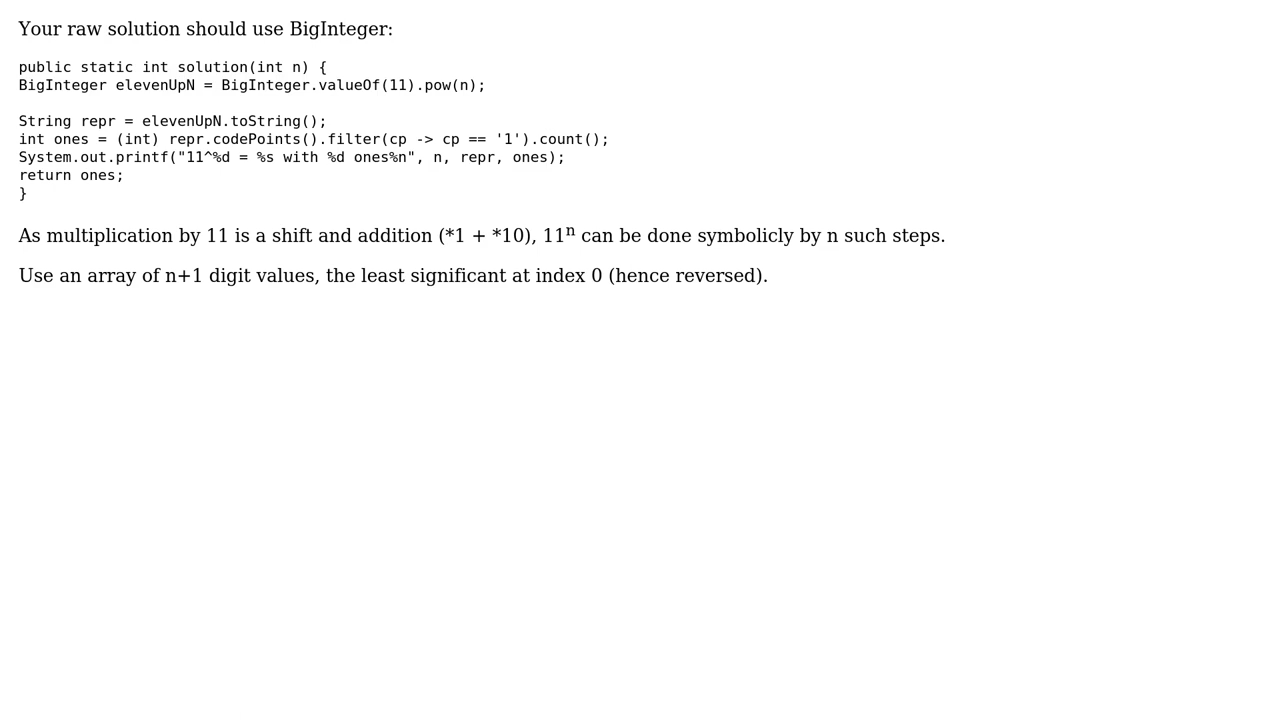 Your raw solution should use BigInteger:
public static int solution(int n) {
BigInteger elevenUpN = BigInteger.valueOf(11).pow(n);
String repr = elevenUpN.toString();
int ones = (int) repr.codePoints().filter(cp -> cp == '1').count();
System.out.printf("11^%d = %s with %d ones%n", n, repr, ones);
return ones;
}
As multiplication by 11 is a shift and addition (*1 + *10), 11ⁿ can be done symbolicly by n such steps.
Use an array of n+1 digit values, the least significant at index 0 (hence reversed).